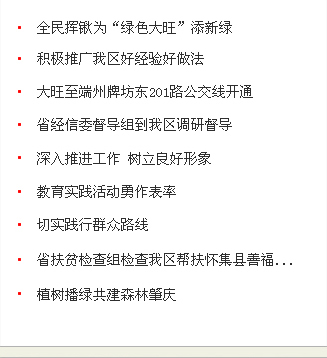 全民挥锹为“绿色大旺”添新绿
积极推广我区好经验好做法
大旺至端州牌坊东201路公交线开通
省经信委督导组到我区调研督导
深入推进工作 树立良好形象
教育实践活动勇作表率
切实践行群众路线
省扶贫检查组检查我区帮扶怀集县善福...
植树播绿共建森林肇庆